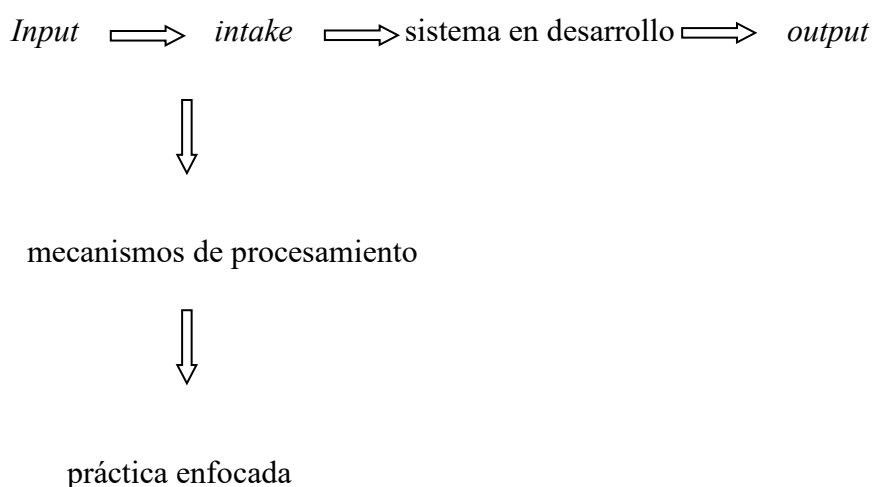 Input intake sistema en desarrollo output
mecanismos de procesamiento
práctica enfocada